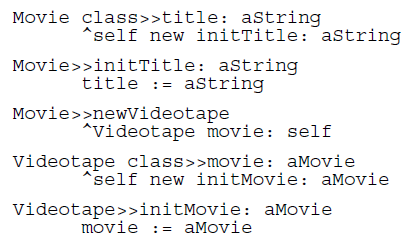 Movie class>>title: aString
^self new initTitle: aString
Movie>>initTitle: aString
title := aString
Movie>>newVideotape
^Videotape movie: self
Videotape class>>movie: aMovie
^self new initMovie: aMovie
Videotape>>initMovie: aMovie
movie := aMovie